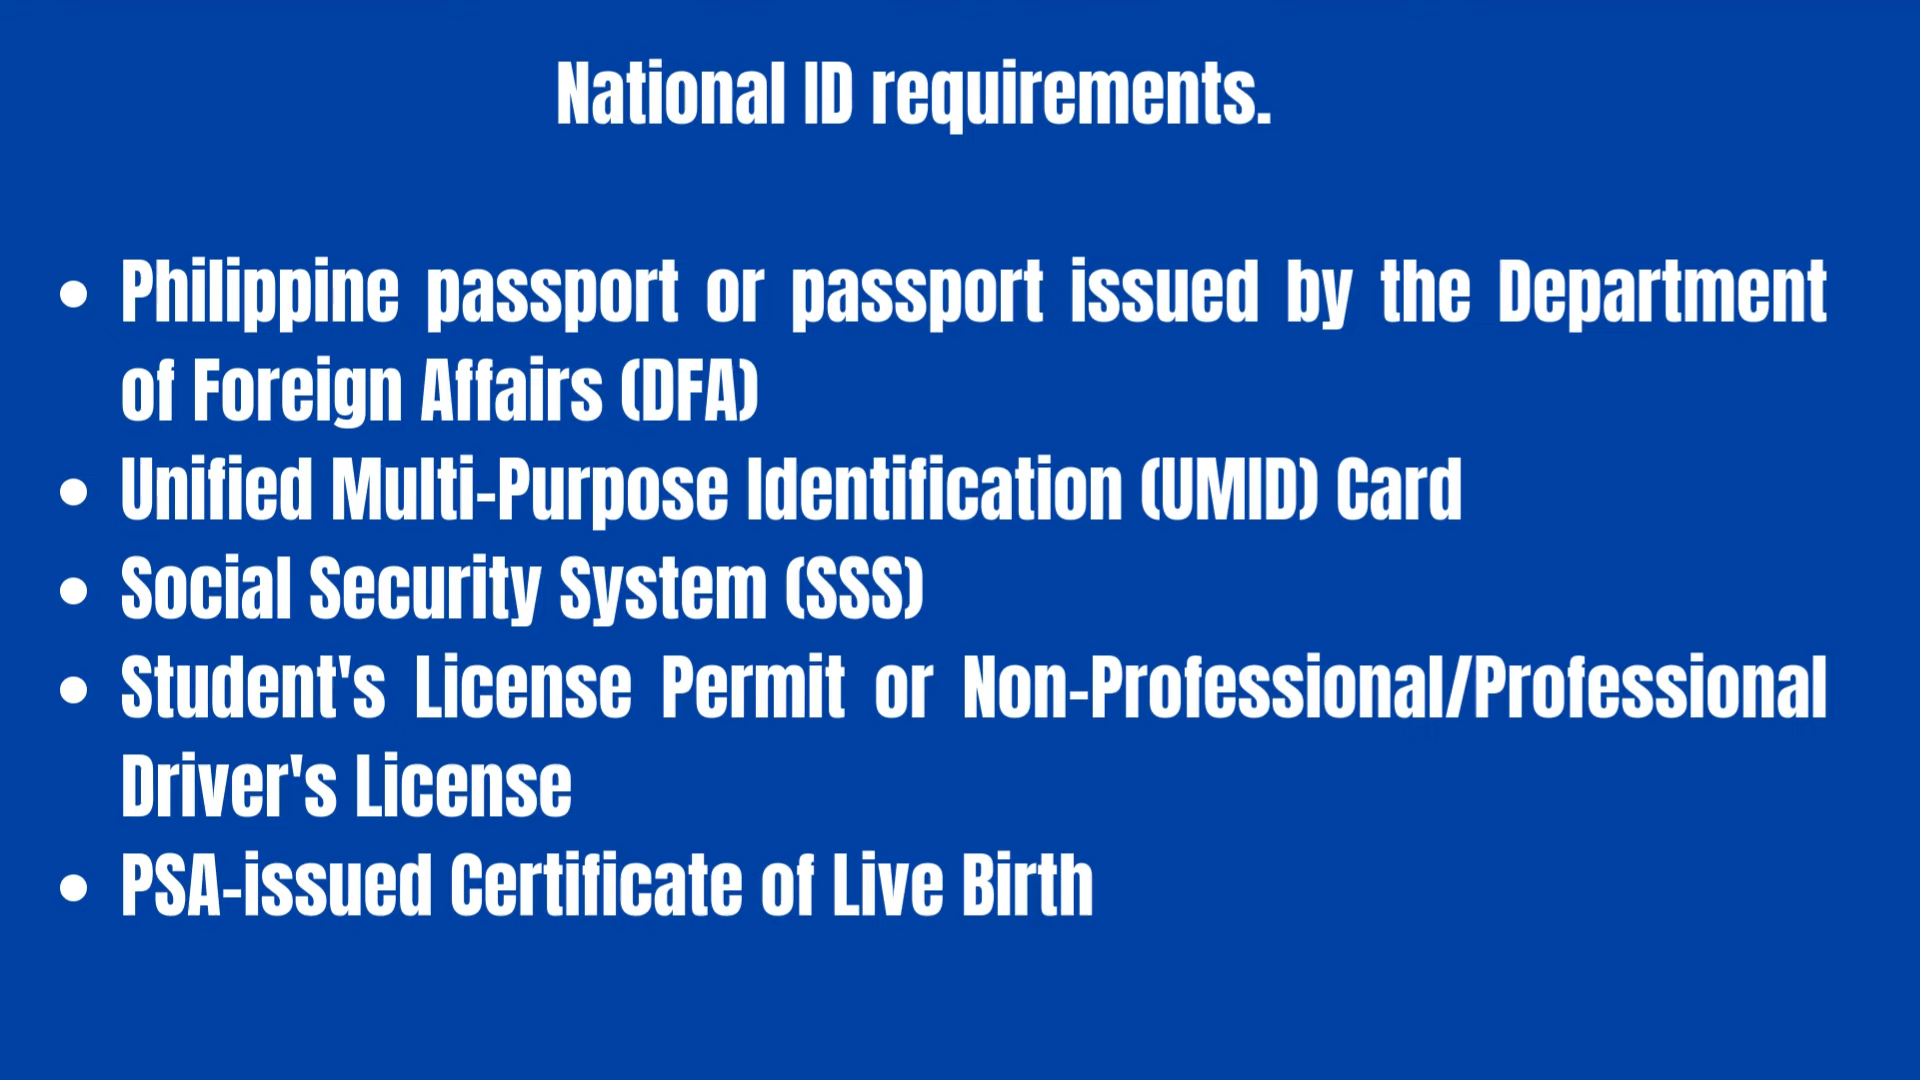 National ID requirements.
• Philippine passport or passport issued by the Department
of Foreign Affairs (DFA)
• Unified Multi-Purpose Identification (UMID) Card
• Social Security System (SSS)
• Student's License Permit or Non-Professional/Professional
Driver's License
• PSA-issued Certificate of Live Birth